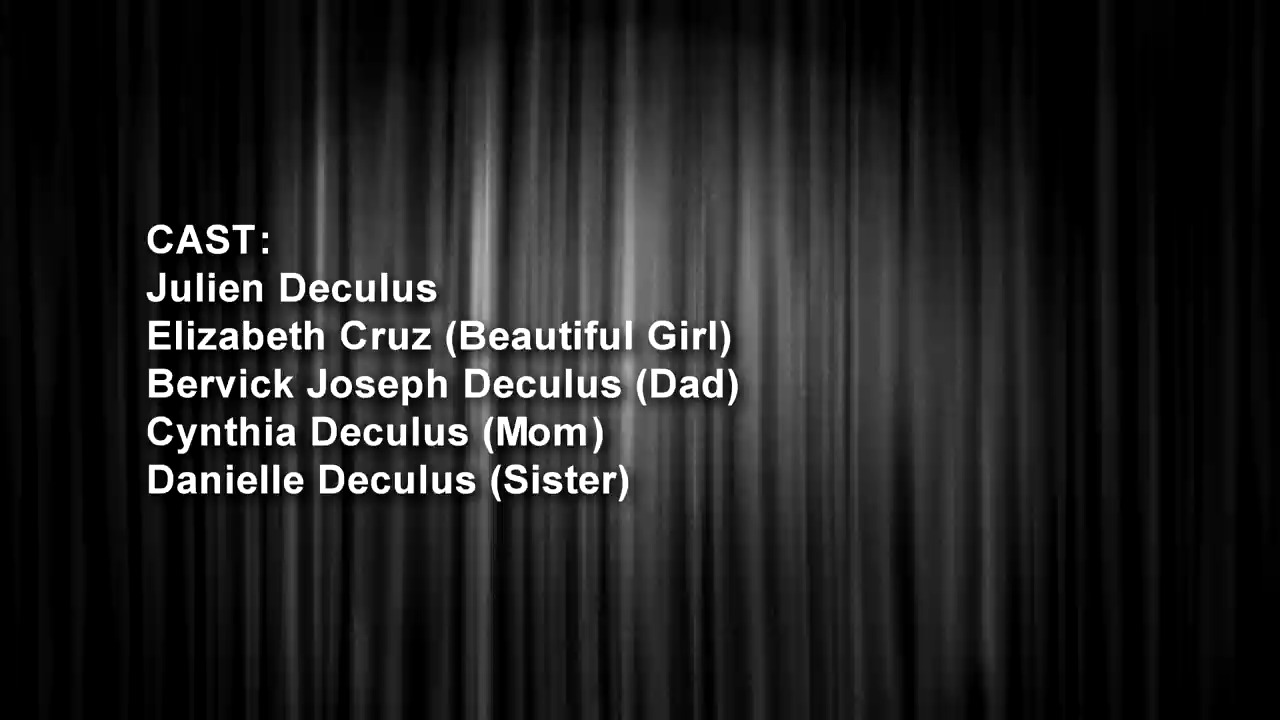 CAST:
Julien Deculus
Elizabeth Cruz (Beautiful Girl)
Bervick Joseph Deculus (Dad)
Cynthia Deculus (Mom)
Danielle Deculus (Sister)